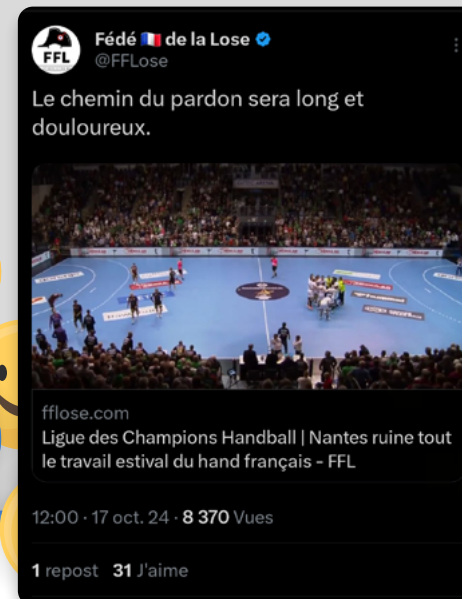 FFL
Fédé 🇫🇷 de la Lose
@FFLose
Le chemin du pardon sera long et
douloureux.
fflose.com
Ligue des Champions Handball | Nantes ruine tout
le travail estival du hand français - FFL
12:00 · 17 oct. 24 · 8 370 Vues
1 repost 31 J'aime